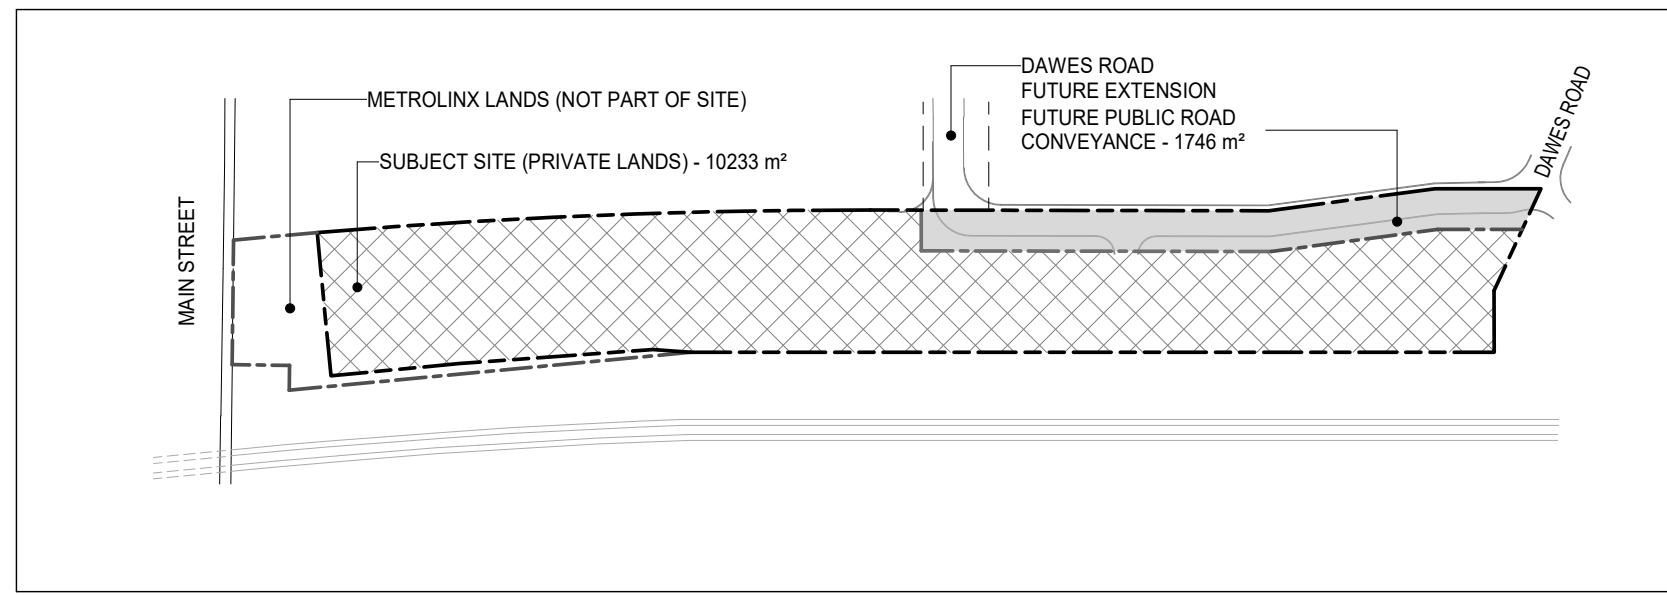 DAWES ROAD
FUTURE EXTENSION
FUTURE PUBLIC ROAD
CONVEYANCE - 1746 m²
METROLINX LANDS (NOT PART OF SITE)
SUBJECT SITE (PRIVATE LANDS) - 10233 m²
DAWES ROAD
MAIN STREET